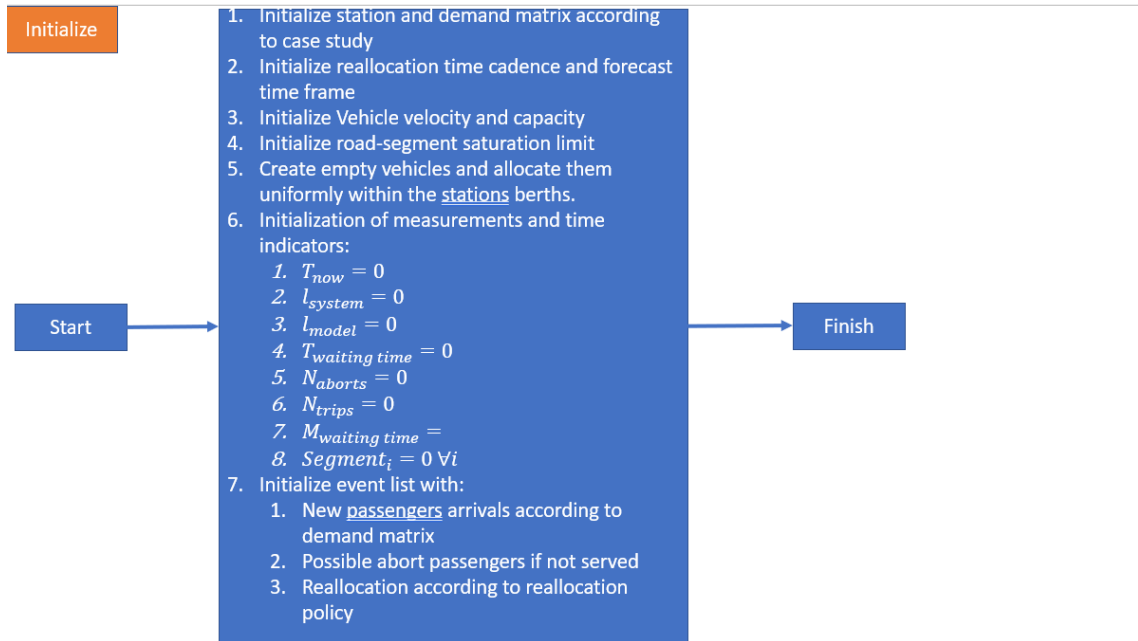 Initialize
1. Initialize station and demand matrix according
to case study
2. Initialize reallocation time cadence and forecast
time frame
3. Initialize Vehicle velocity and capacity
4. Initialize road-segment saturation limit
5. Create empty vehicles and allocate them
uniformly within the stations berths.
6. Initialization of measurements and time
indicators:
1. T_now = 0
2. l_system = 0
3. l_model = 0
4. T_waiting time = 0
5. N_aborts = 0
6. N_trips = 0
7. M_waiting time =
8. Segment_i = 0 ∀i
7. Initialize event list with:
1. New passengers arrivals according to
demand matrix
2. Possible abort passengers if not served
3. Reallocation according to reallocation
policy
Start
Finish